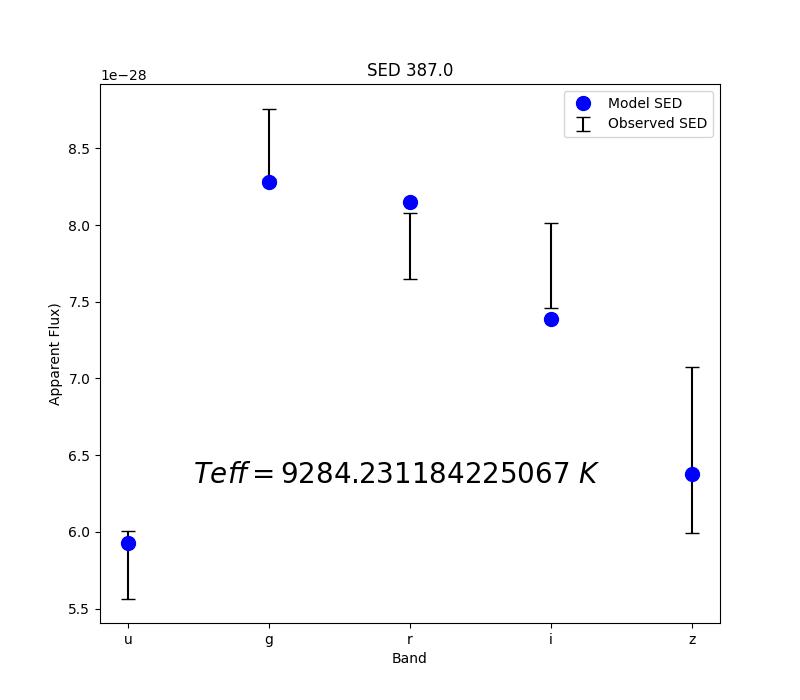 SED 387.0
1e−28
Model SED
Observed SED
8.5
8.0
7.5
7.0
6.5
6.0
5.5
Apparent Flux)
Teff = 9284.231184225067 K
u g r i z
Band